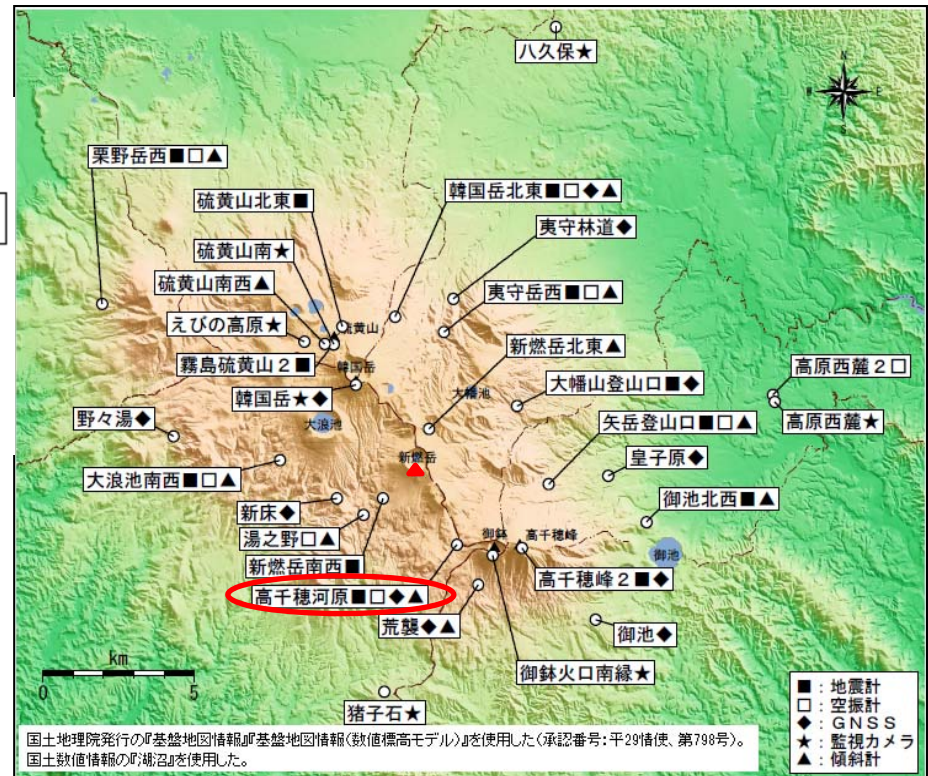 八久保★
N
E
S
栗野岳西■□▲
硫黄山北東■
韓国岳北東■□◆▲
夷守林道◆
硫黄山南★
硫黄山南西▲
夷守岳西■□▲
えびの高原★
硫黄山
新燃岳北東▲
霧島硫黄山2■
韓国岳
高原西麓2□
韓国岳★◆
大幡池
大幡山登山口■◆
野々湯◆
大浪池
矢岳登山口■□▲
高原西麓★
新燃岳
皇子原◆
大浪池南西■□▲
御池北西■▲
新床◆
湯之野□▲
御鉢
高千穂峰
御池
新燃岳南西■
高千穂峰2■◆
高千穂河原■□◆▲
荒襲◆▲
御池◆
km
0 5
御鉢火口南縁★
猪子石★
■：地震計
□：空振計
◆：GNSS
★：監視カメラ
▲：傾斜計
国土地理院発行の『基盤地図情報』『基盤地図情報(数値標高モデル)』を使用した(承認番号：平29情使、第798号)。
国土数値情報の『湖沼』を使用した。